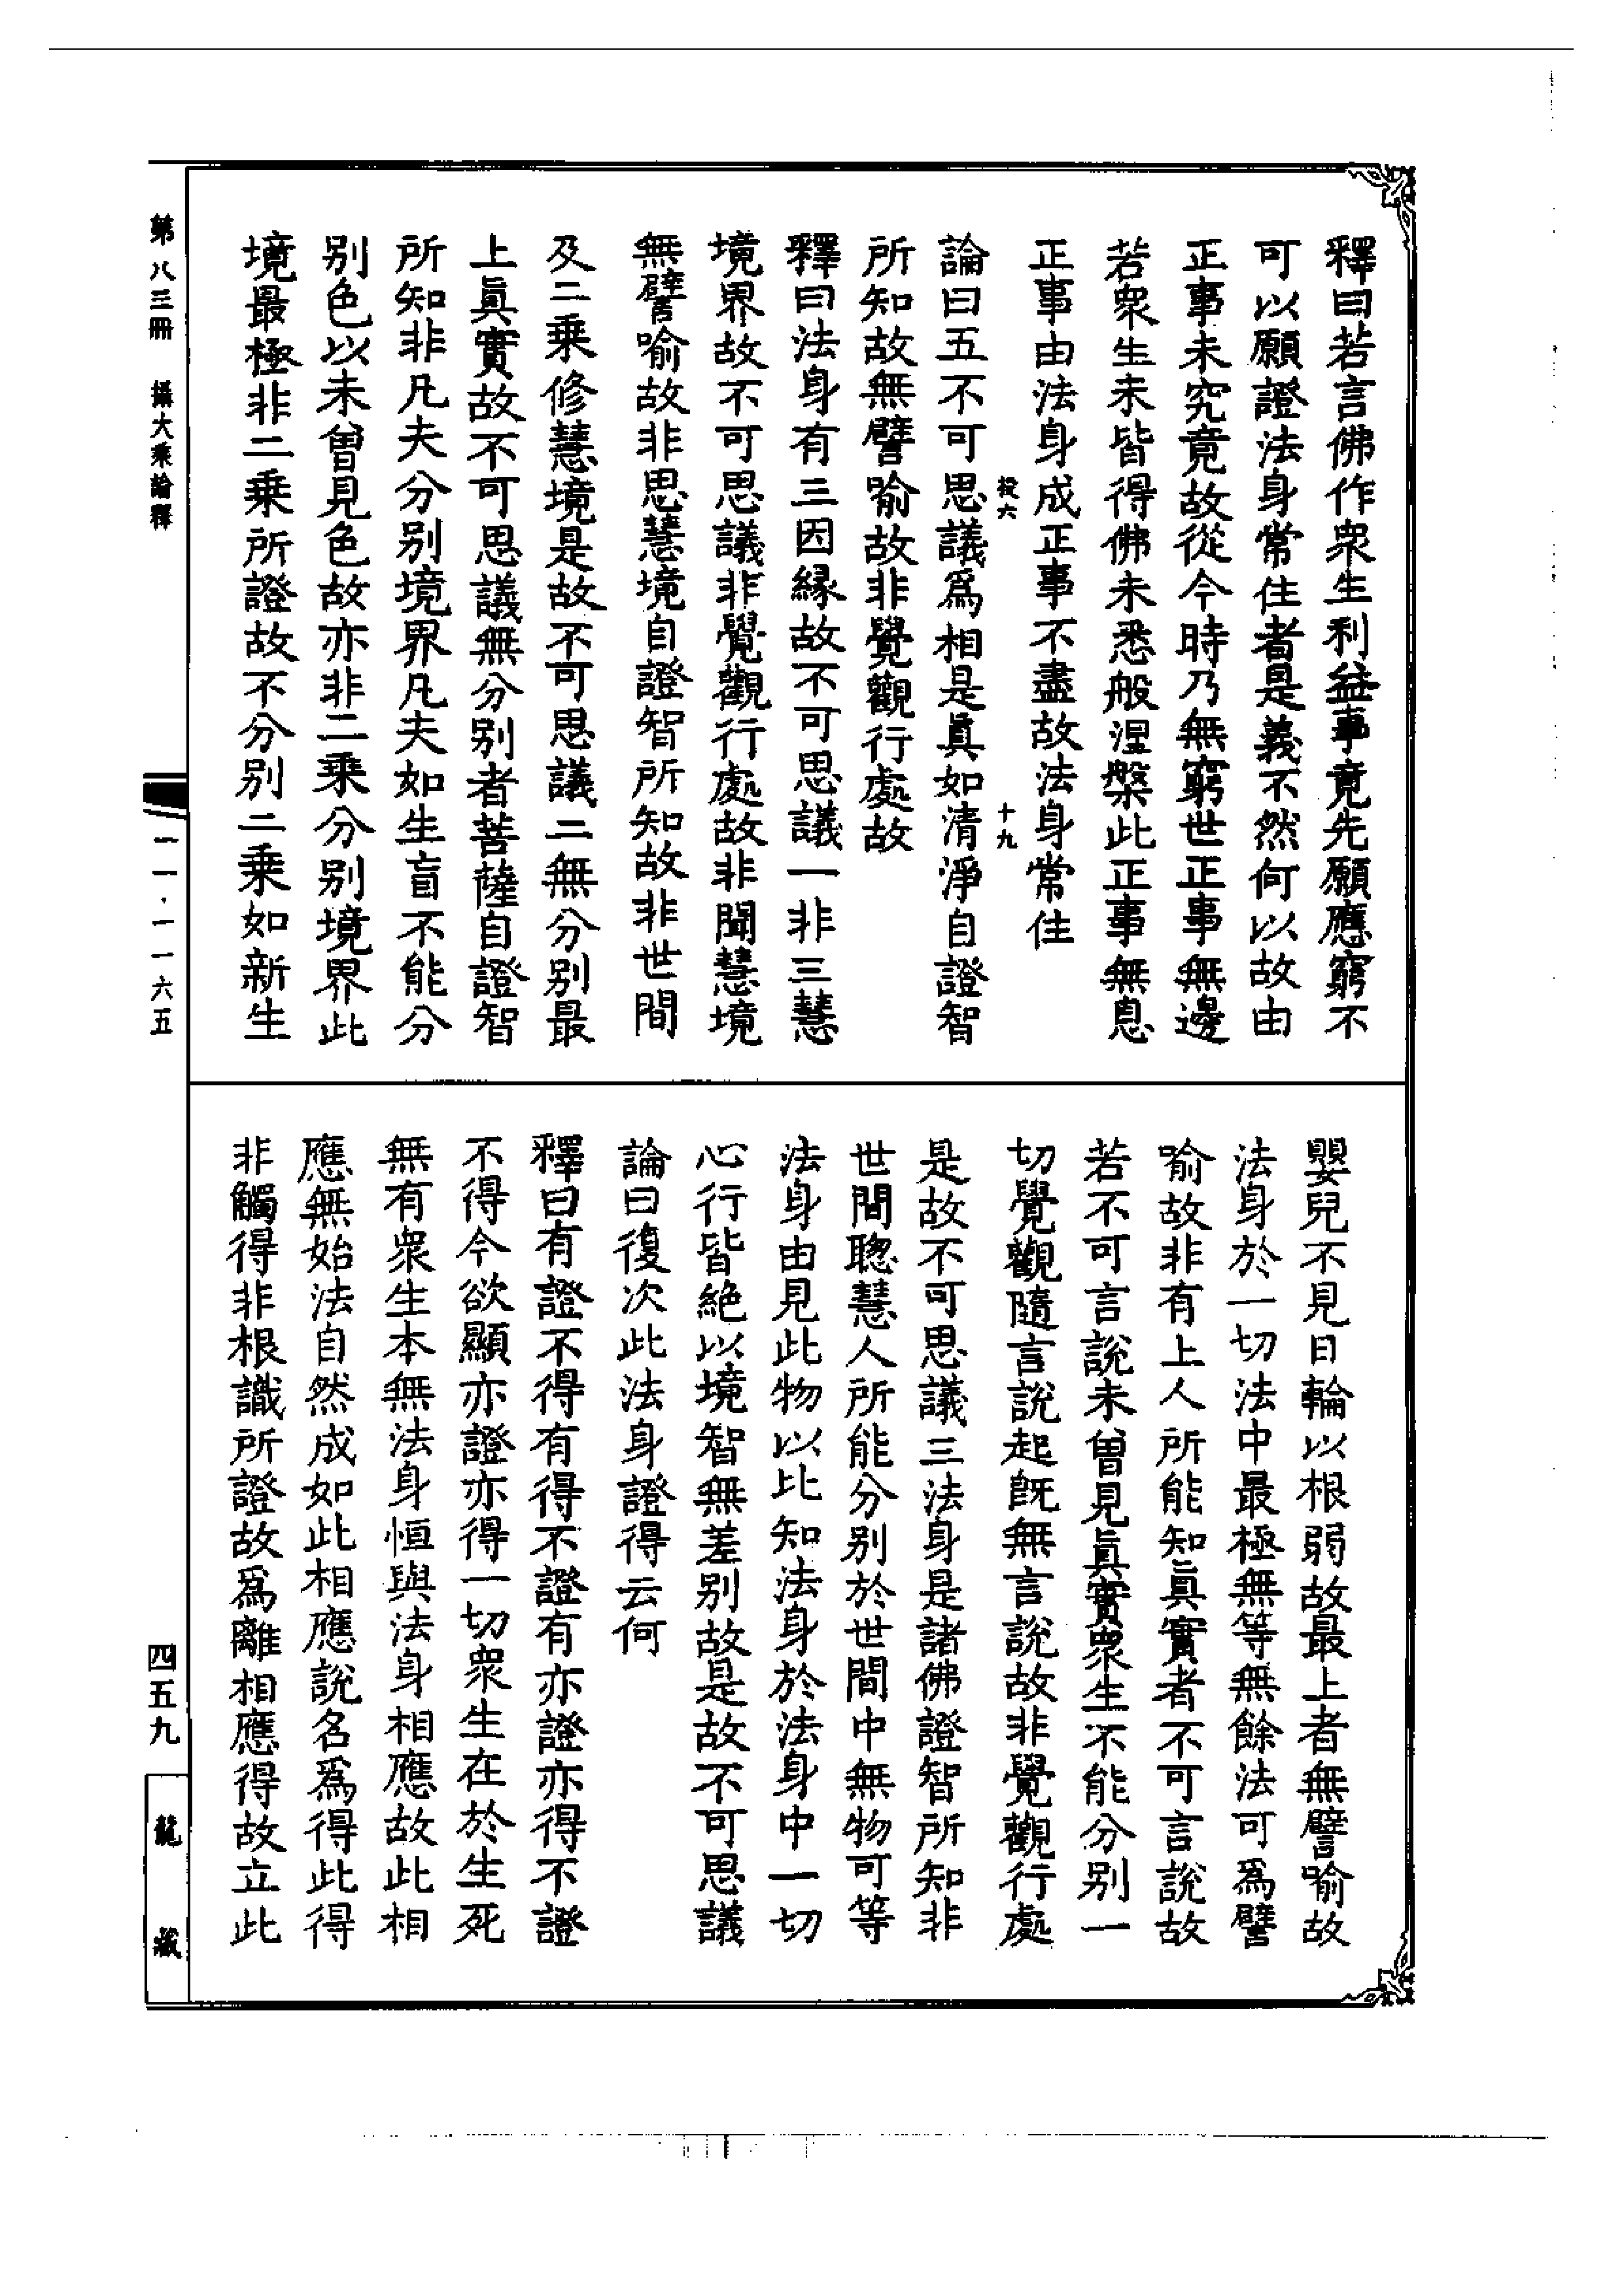 釋曰若言佛作衆生利益事竟先願應窮不
可以願證法身常住者是義不然何以故由
正事未究竟故從今時乃無窮世正事無邊
若衆生未皆得佛未悉般涅槃此正事無息
正事由法身成正事不盡故法身常住
投六 十九
論曰五不可思議爲相是眞如清淨自證智
所知故無譬喻故非覺觀行處故
釋曰法身有三因緣故不可思議一非三慧
境界故不可思議非覺觀行處故非聞慧境
無譬喻故非思慧境自證智所知故非世間
及二乘修慧境是故不可思議二無分別最
上眞實故不可思議無分別者菩薩自證智
所知非凡夫分別境界凡夫如生盲不能分
別色以未曾見色故亦非二乘分別境界此
境最極非二乘所證故不分別二乘如新生
嬰兒不見日輪以根弱故最上者無譬喻故
法身於一切法中最極無等無餘法可爲譬
喻故非有上人所能知眞實者不可言說故
若不可言說未曾見眞實衆生不能分別一
切覺觀隨言說起旣無言說故非覺觀行處
是故不可思議三法身是諸佛證智所知非
世間聰慧人所能分別於世間中無物可等
法身由見此物以比知法身於法身中一切
心行皆絕以境智無差別故是故不可思議
論曰復次此法身證得云何
釋曰有證不得有得不證有亦證亦得不證
不得今欲顯亦證亦得一切衆生在於生死
無有衆生本無法身恒與法身相應故此相
應無始法自然成如此相應說名爲得此得
非觸得非根識所證故爲離相應得故立此
第八三冊 攝大乘論釋
一一·一一六五
四五九
龍藏